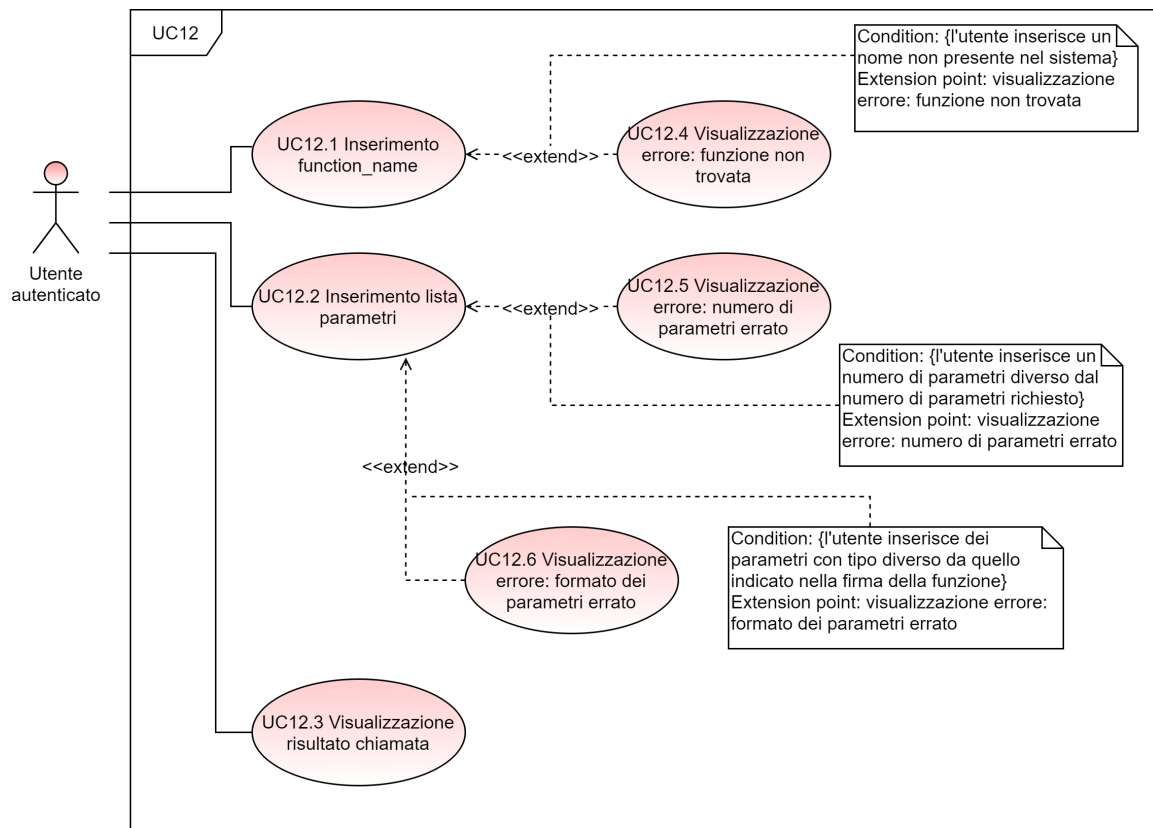 UC12
Condition: {l'utente inserisce un
nome non presente nel sistema}
Extension point: visualizzazione
errore: funzione non trovata
UC12.1 Inserimento
function_name
<<extend>>
UC12.4 Visualizzazione
errore: funzione non
trovata
Utente
autenticato
UC12.2 Inserimento lista
parametri
<<extend>>
UC12.5 Visualizzazione
errore: numero di
parametri errato
Condition: {l'utente inserisce un
numero di parametri diverso dal
numero di parametri richiesto}
Extension point: visualizzazione
errore: numero di parametri errato
<<extend>>
UC12.6 Visualizzazione
errore: formato dei
parametri errato
Condition: {l'utente inserisce dei
parametri con tipo diverso da quello
indicato nella firma della funzione}
Extension point: visualizzazione errore:
formato dei parametri errato
UC12.3 Visualizzazione
risultato chiamata